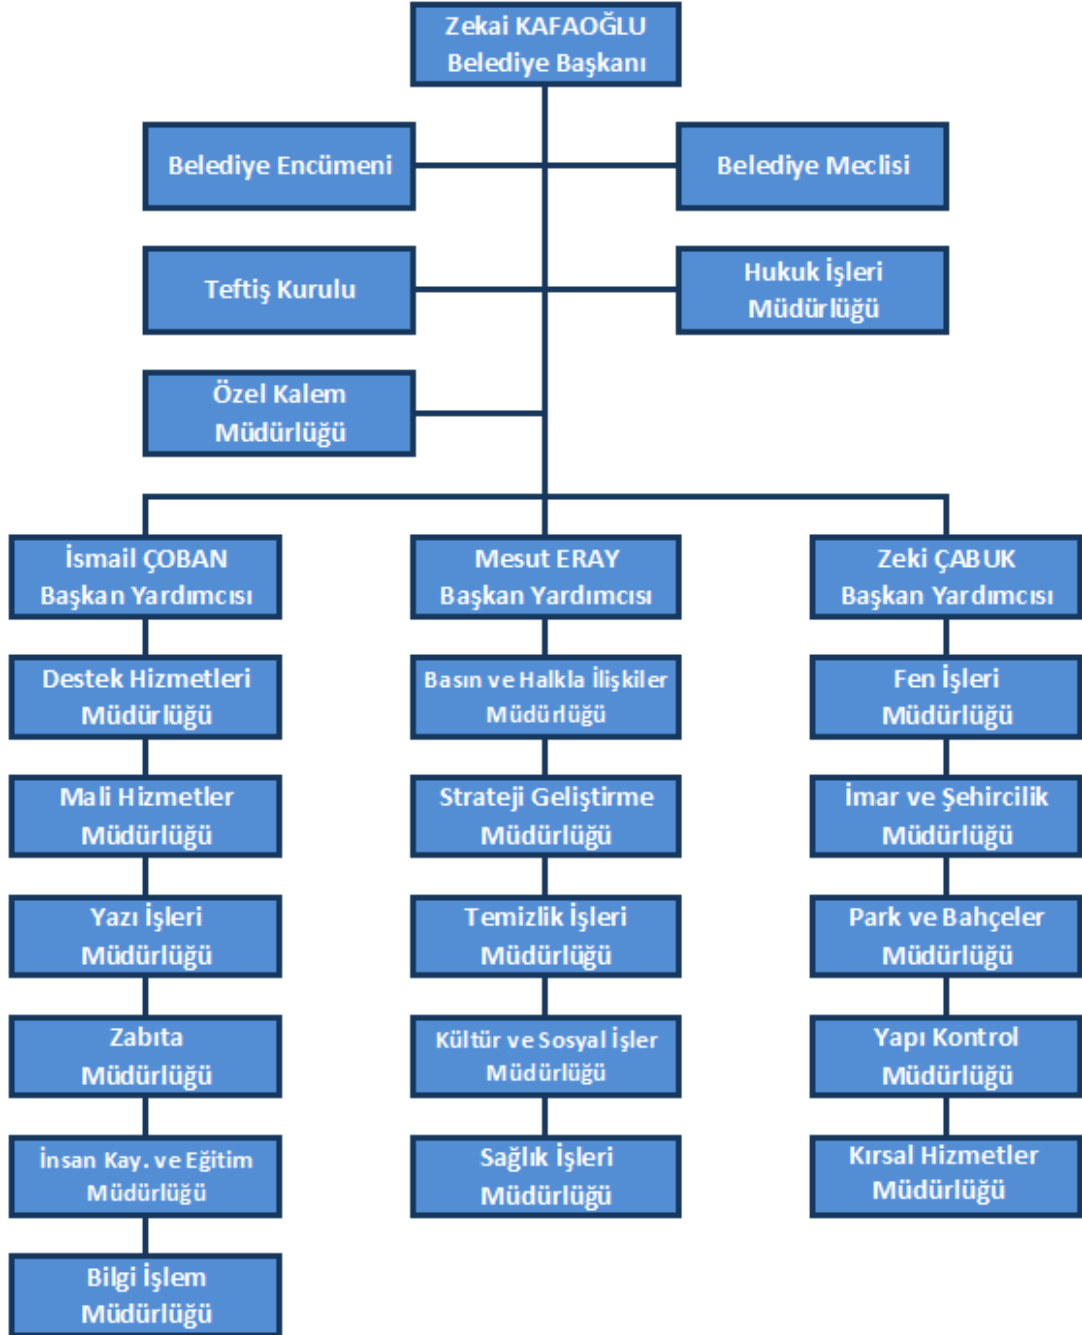 Zekai KAFAOĞLU
Belediye Başkanı
Belediye Encümeni
Belediye Meclisi
Teftiş Kurulu
Hukuk İşleri
Müdürlüğü
Özel Kalem
Müdürlüğü
İsmail ÇOBAN
Başkan Yardımcısı
Mesut ERAY
Başkan Yardımcısı
Zeki ÇABUK
Başkan Yardımcısı
Destek Hizmetleri
Müdürlüğü
Basın ve Halkla İlişkiler
Müdürlüğü
Fen İşleri
Müdürlüğü
Mali Hizmetler
Müdürlüğü
Strateji Geliştirme
Müdürlüğü
İmar ve Şehircilik
Müdürlüğü
Yazı İşleri
Müdürlüğü
Temizlik İşleri
Müdürlüğü
Park ve Bahçeler
Müdürlüğü
Zabıta
Müdürlüğü
Kültür ve Sosyal İşler
Müdürlüğü
Yapı Kontrol
Müdürlüğü
İnsan Kay. ve Eğitim
Müdürlüğü
Sağlık İşleri
Müdürlüğü
Kırsal Hizmetler
Müdürlüğü
Bilgi İşlem
Müdürlüğü